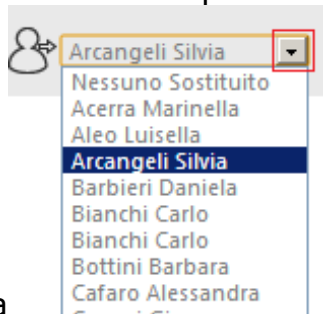 Arcangeli Silvia
Nessuno Sostituito
Acerra Marinella
Aleo Luisella
Arcangeli Silvia
Barbieri Daniela
Bianchi Carlo
Bianchi Carlo
Bottini Barbara
Cafaro Alessandra
a